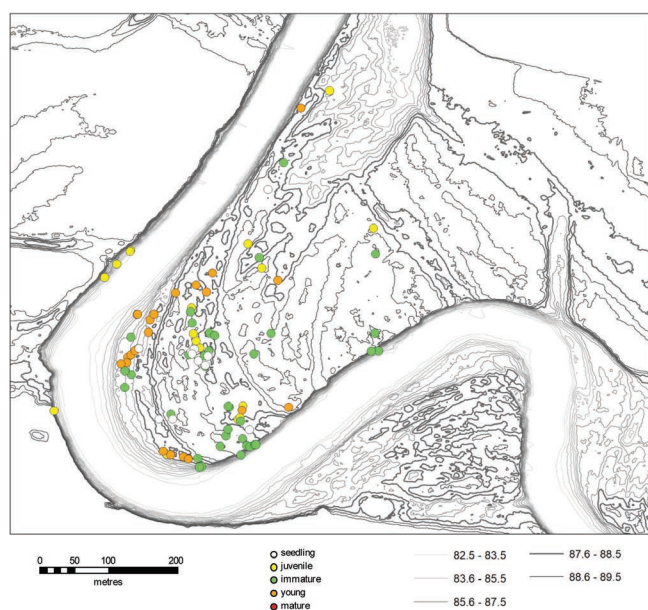 seedling
juvenile
immature
young
mature
0 50 100 200
metres
82.5 - 83.5
83.6 - 85.5
85.6 - 87.5
87.6 - 88.5
88.6 - 89.5